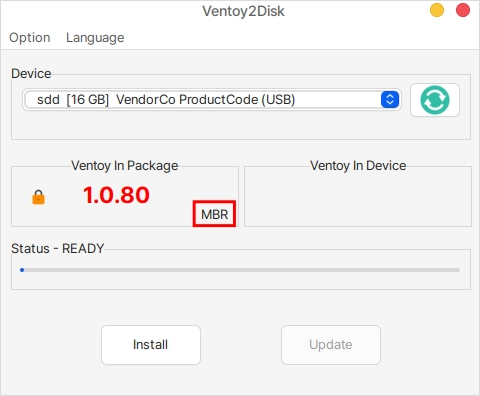 Ventoy2Disk
Option Language
Device
sdd [16 GB] VendorCo ProductCode (USB)
Ventoy In Package
1.0.80
MBR
Ventoy In Device
Status - READY
Install Update